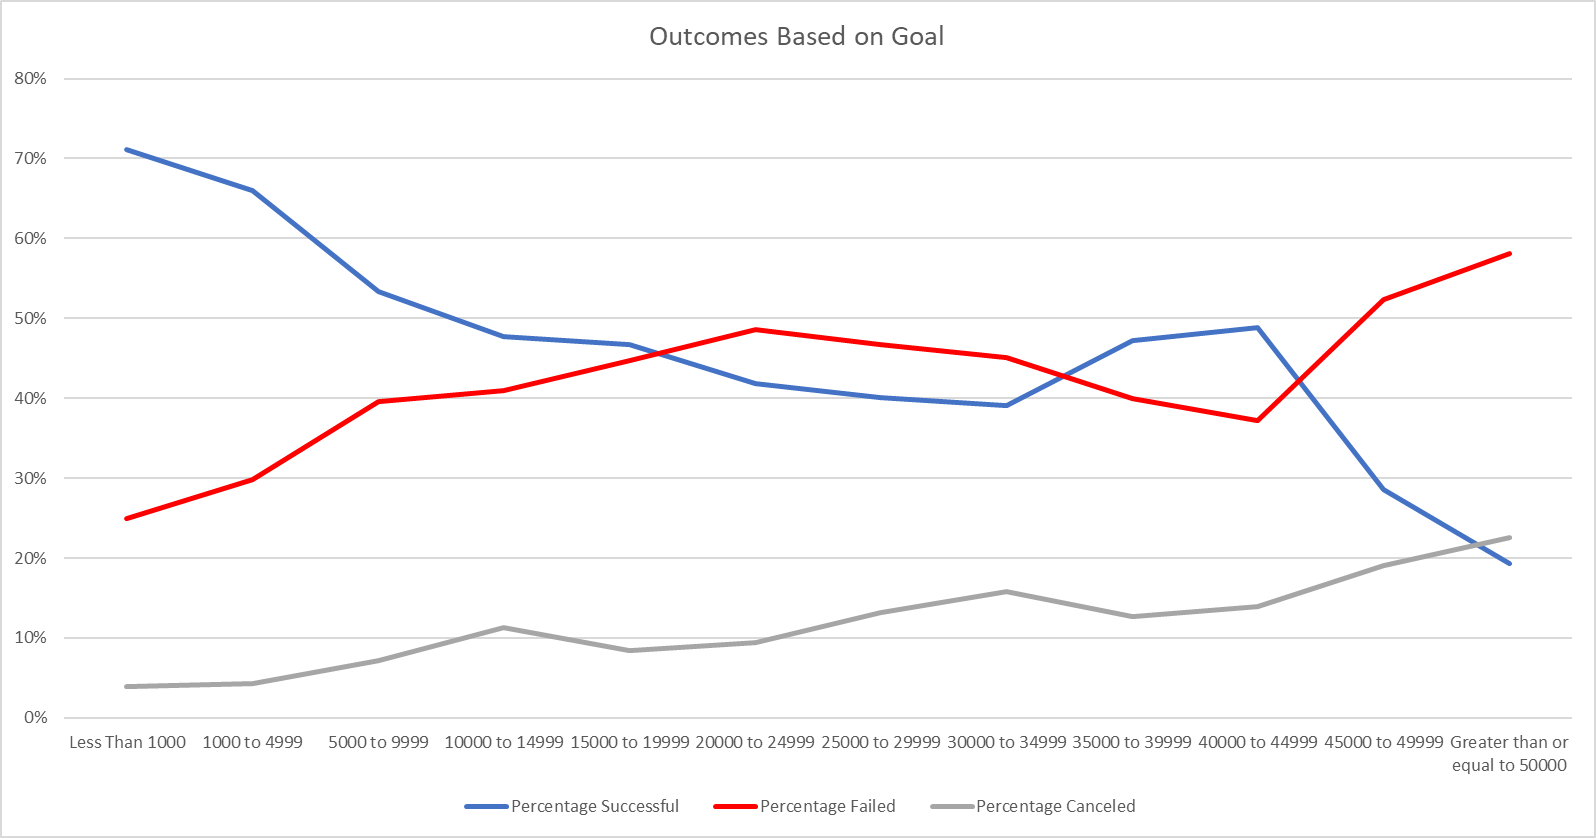 Outcomes Based on Goal
80%
70%
60%
50%
40%
30%
20%
10%
0%
Less Than 1000 1000 to 4999 5000 to 9999 10000 to 14999 15000 to 19999 20000 to 24999 25000 to 29999 30000 to 34999 35000 to 39999 40000 to 44999 45000 to 49999 Greater than or
equal to 50000
Percentage Successful Percentage Failed Percentage Canceled